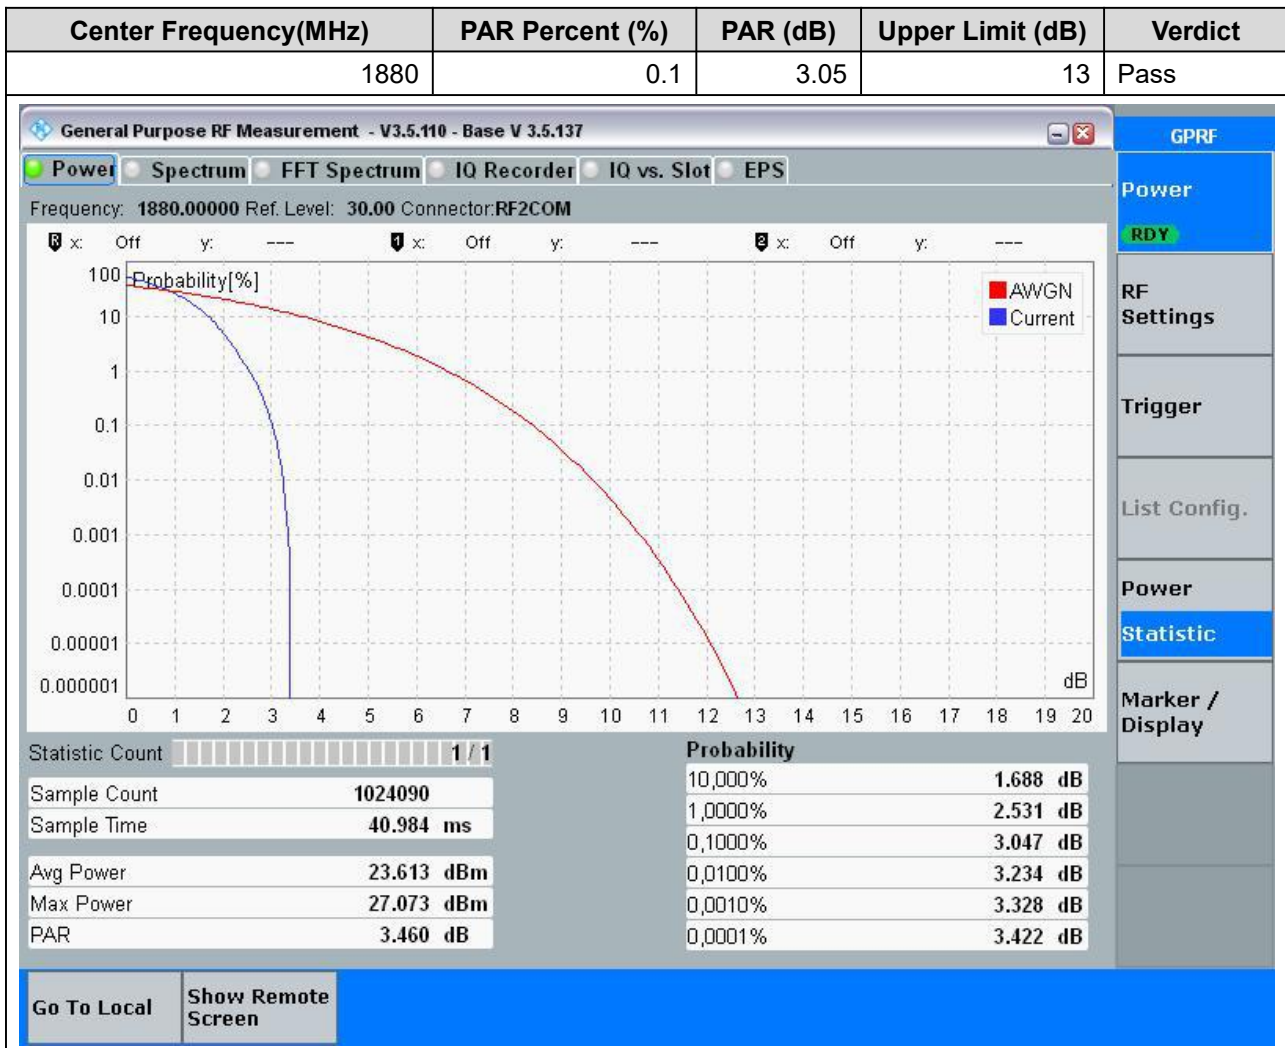 Center Frequency(MHz) PAR Percent (%) PAR (dB) Upper Limit (dB) Verdict
1880 0.1 3.05 13 Pass
General Purpose RF Measurement - V3.5.110 - Base V 3.5.137
GPRF
Power Spectrum FFT Spectrum IQ Recorder IQ vs. Slot EPS
Power
RDY
Frequency: 1880.00000 Ref. Level: 30.00 Connector:RF2COM
R x: Off y: --- 1 x: Off y: --- 2 x: Off y: ---
Probability[%]
AWGN
Current
100
10
1
0.1
0.01
0.001
0.0001
0.00001
0.000001
dB
0 1 2 3 4 5 6 7 8 9 10 11 12 13 14 15 16 17 18 19 20
RF
Settings
Trigger
List Config.
Power
Statistic
Marker /
Display
Statistic Count 1 / 1
Sample Count 1024090
Sample Time 40.984 ms
Avg Power 23.613 dBm
Max Power 27.073 dBm
PAR 3.460 dB
Probability
10,000% 1.688 dB
1,0000% 2.531 dB
0,1000% 3.047 dB
0,0100% 3.234 dB
0,0010% 3.328 dB
0,0001% 3.422 dB
Go To Local
Show Remote
Screen